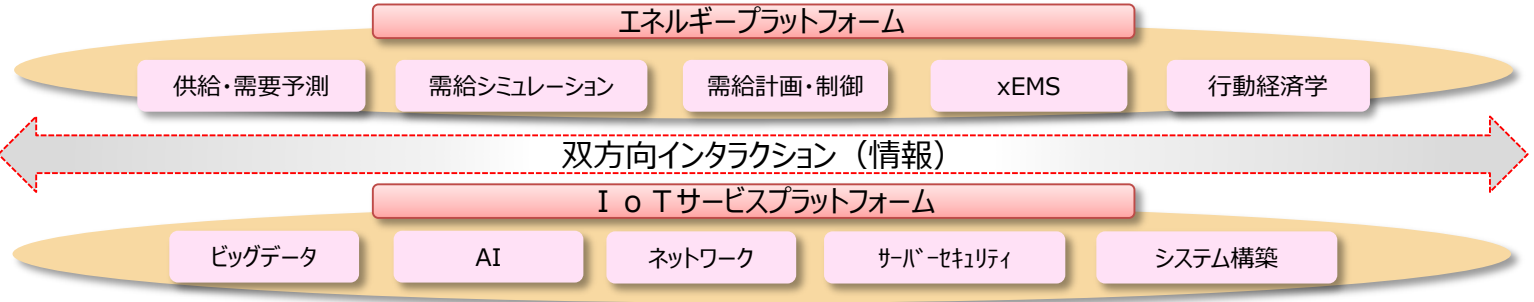 エネルギープラットフォーム
供給・需要予測
需給シミュレーション
需給計画・制御
xEMS
行動経済学
双方向インタラクション（情報）
ＩｏＴサービスプラットフォーム
ビッグデータ
AI
ネットワーク
ｻｰﾊﾞｰｾｷｭﾘﾃｨ
システム構築